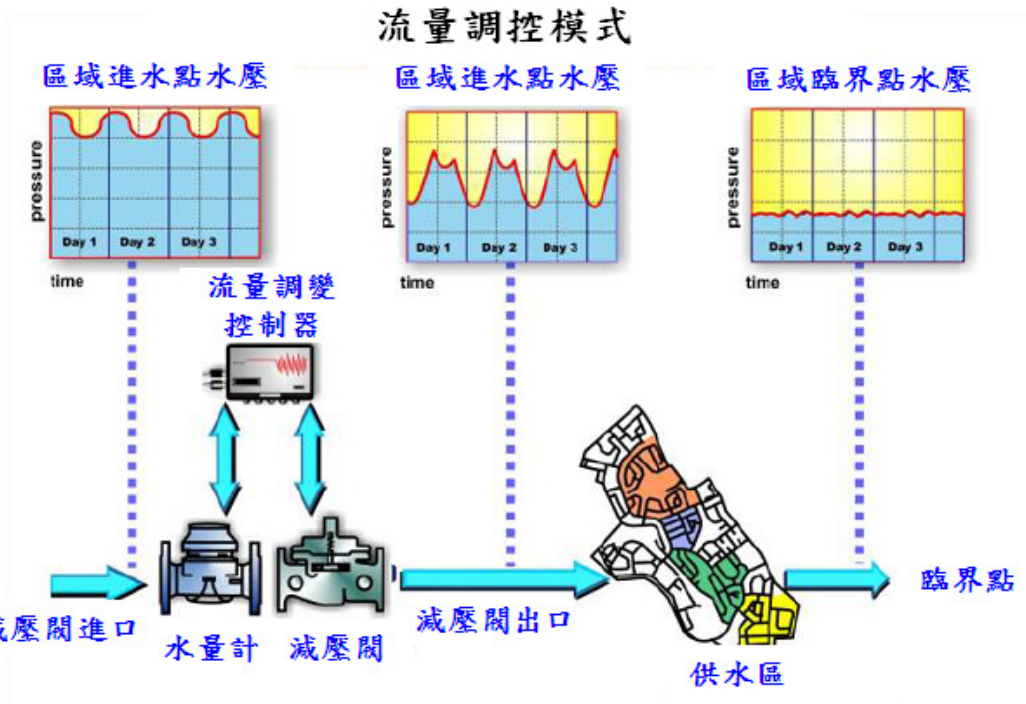 流量調控模式
區域進水點水壓
區域進水點水壓
區域臨界點水壓
pressure
Day 1
Day 2
Day 3
time
pressure
Day 1
Day 2
Day 3
time
pressure
Day 1
Day 2
Day 3
time
流量調變
控制器
減壓閥進口
水量計
減壓閥
減壓閥出口
供水區
臨界點